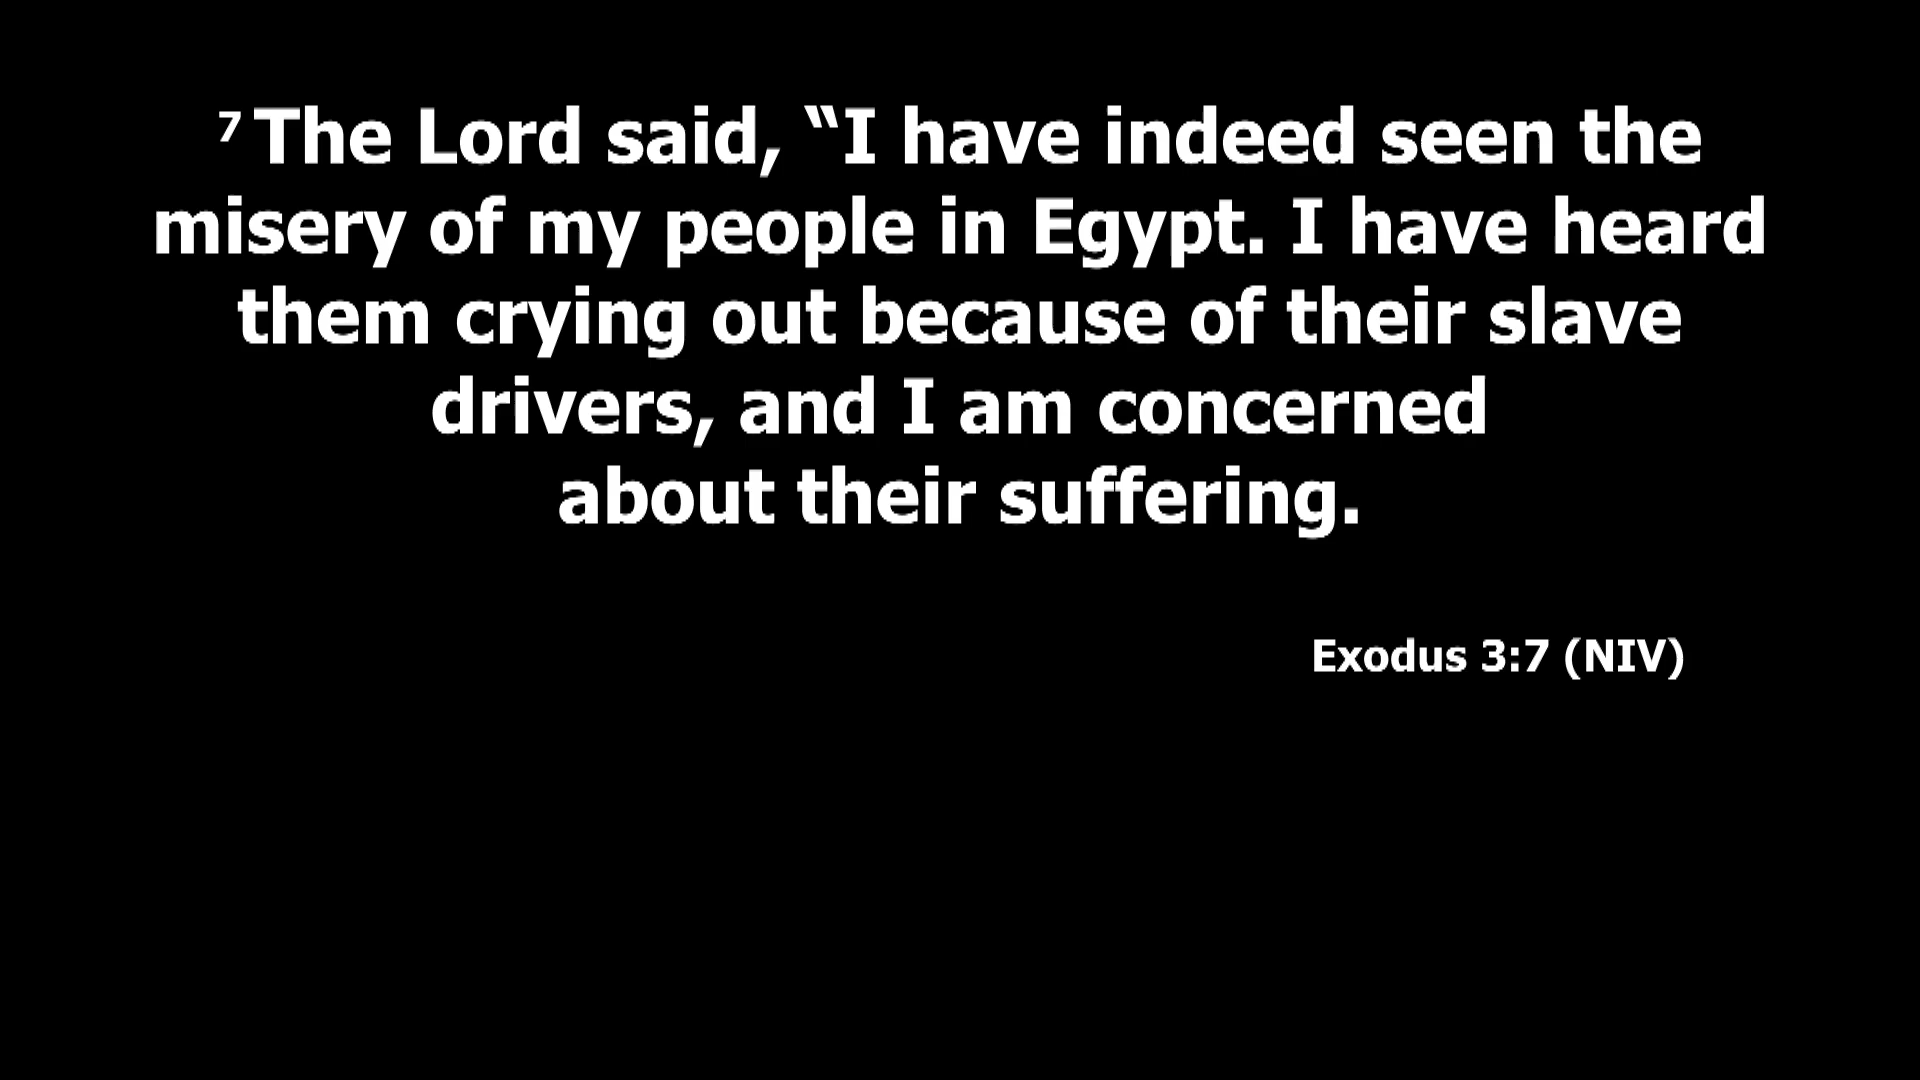 7 The Lord said, “I have indeed seen the
misery of my people in Egypt. I have heard
them crying out because of their slave
drivers, and I am concerned
about their suffering.
Exodus 3:7 (NIV)